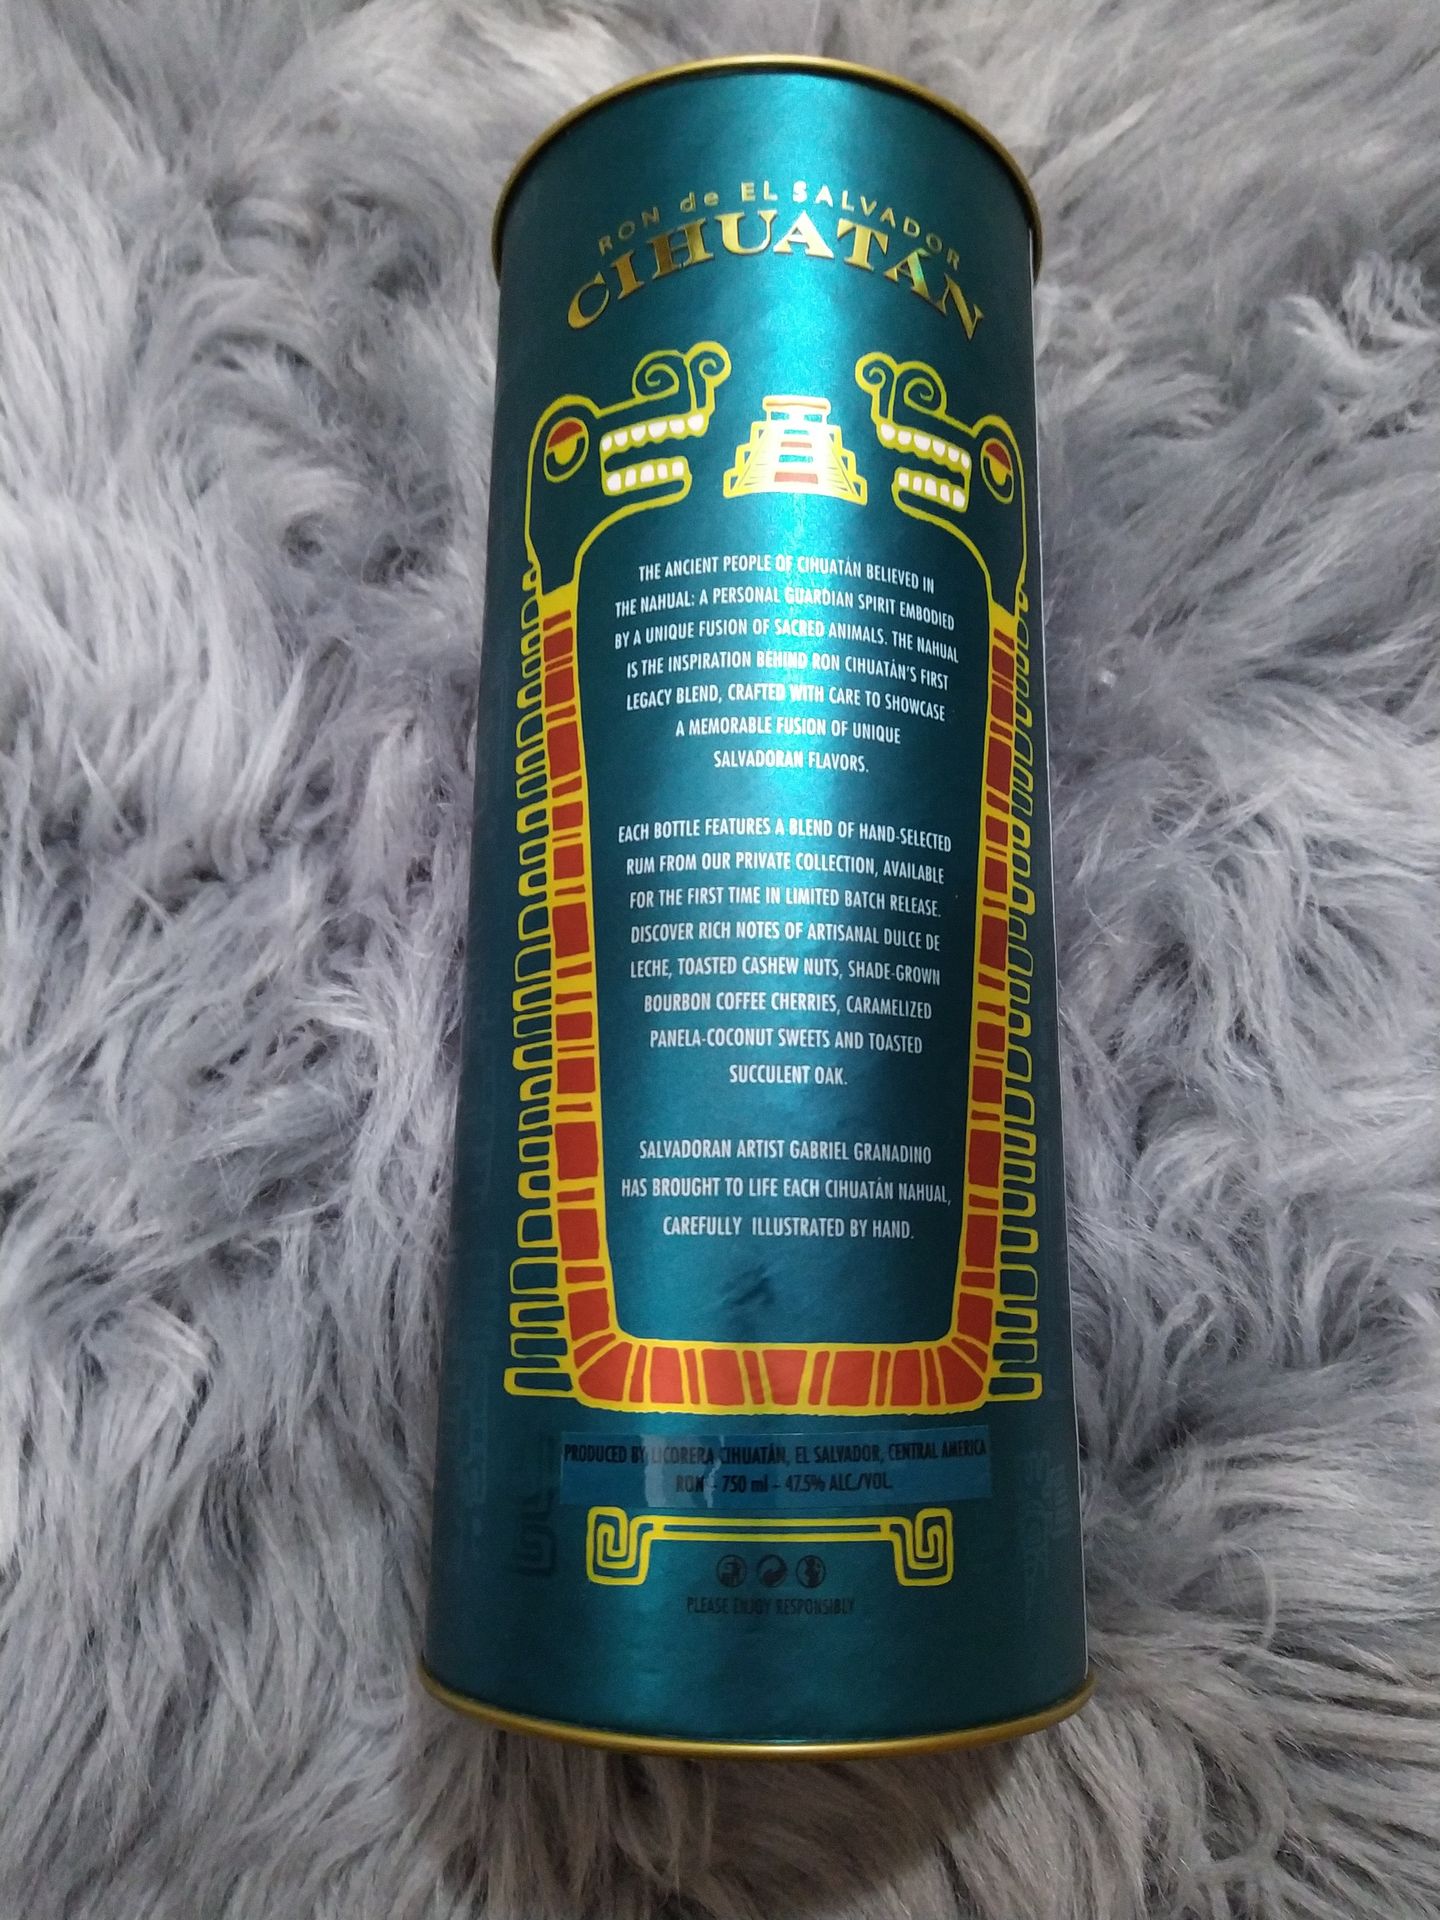 RON de EL SALVADOR
CIHUATÁN
THE ANCIENT PEOPLE OF CIHUATÁN BELIEVED IN
THE NAHUAL: A PERSONAL GUARDIAN SPIRIT EMBODIED
BY A UNIQUE FUSION OF SACRED ANIMALS. THE NAHUAL
IS THE INSPIRATION BEHIND RON CIHUATÁN'S FIRST
LEGACY BLEND, CRAFTED WITH CARE TO SHOWCASE
A MEMORABLE FUSION OF UNIQUE
SALVADORAN FLAVORS.
EACH BOTTLE FEATURES A BLEND OF HAND-SELECTED
RUM FROM OUR PRIVATE COLLECTION, AVAILABLE
FOR THE FIRST TIME IN LIMITED BATCH RELEASE.
DISCOVER RICH NOTES OF ARTISANAL DULCE DE
LECHE, TOASTED CASHEW NUTS, SHADE-GROWN
BOURBON COFFEE CHERRIES, CARAMELIZED
PANELA-COCONUT SWEETS AND TOASTED
SUCCULENT OAK.
SALVADORAN ARTIST GABRIEL GRANADINO
HAS BROUGHT TO LIFE EACH CIHUATÁN NAHUAL,
CAREFULLY ILLUSTRATED BY HAND.
PRODUCED BY LICORERA CIHUATÁN, EL SALVADOR, CENTRAL AMERICA
RON - 750 ml - 47.5% ALC./VOL.
PLEASE ENJOY RESPONSIBLY